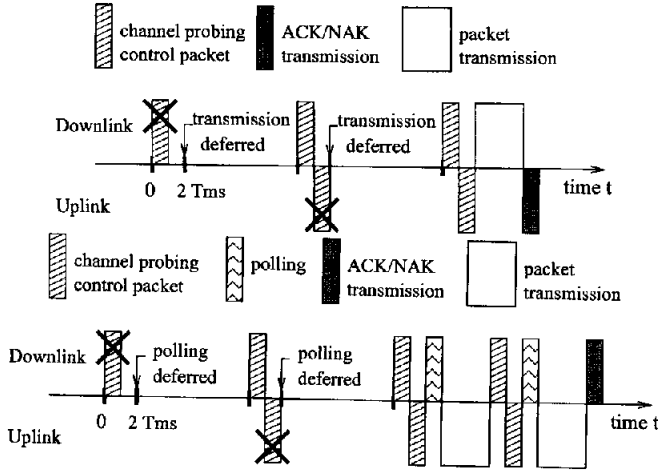 channel probing
control packet
ACK/NAK
transmission
packet
transmission
Downlink
transmission
deferred
transmission
deferred
0
2 Tms
time t
Uplink
channel probing
control packet
polling
ACK/NAK
transmission
packet
transmission
Downlink
polling
deferred
polling
deferred
0
2 Tms
time t
Uplink